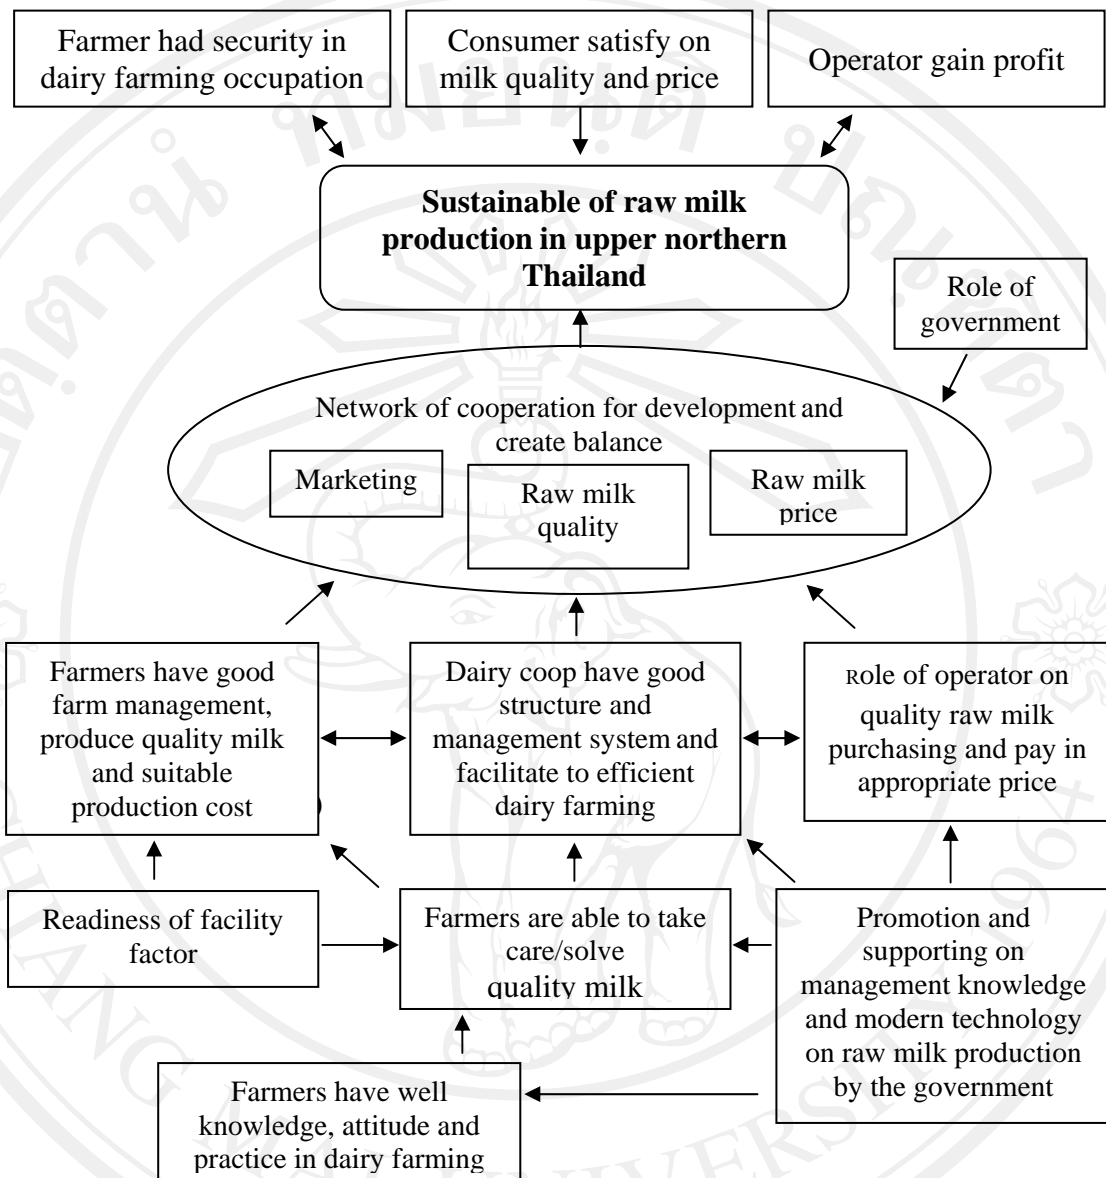 Farmer had security in
dairy farming occupation
Consumer satisfy on
milk quality and price
Operator gain profit
Sustainable of raw milk
production in upper northern
Thailand
Role of
government
Network of cooperation for development and
create balance
Marketing
Raw milk
quality
Raw milk
price
Farmers have good
farm management,
produce quality milk
and suitable
production cost
Dairy coop have good
structure and
management system and
facilitate to efficient
dairy farming
Role of operator on
quality raw milk
purchasing and pay in
appropriate price
Readiness of facility
factor
Farmers are able to take
care/solve
quality milk
Promotion and
supporting on
management knowledge
and modern technology
on raw milk production
by the government
Farmers have well
knowledge, attitude and
practice in dairy farming
1964